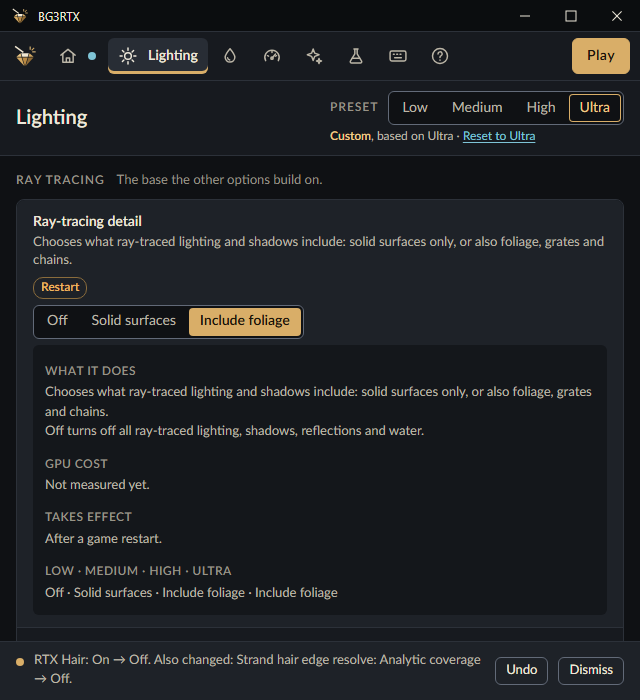 BG3RTX
Lighting
Play
Lighting
PRESET
Low
Medium
High
Ultra
Custom, based on Ultra · Reset to Ultra
RAY TRACING The base the other options build on.
Ray-tracing detail
Chooses what ray-traced lighting and shadows include: solid surfaces only, or also foliage, grates and
chains.
Restart
Off
Solid surfaces
Include foliage
WHAT IT DOES
Chooses what ray-traced lighting and shadows include: solid surfaces only, or also foliage, grates
and chains.
Off turns off all ray-traced lighting, shadows, reflections and water.
GPU COST
Not measured yet.
TAKES EFFECT
After a game restart.
LOW · MEDIUM · HIGH · ULTRA
Off · Solid surfaces · Include foliage · Include foliage
RTX Hair: On → Off. Also changed: Strand hair edge resolve: Analytic coverage
→ Off.
Undo
Dismiss